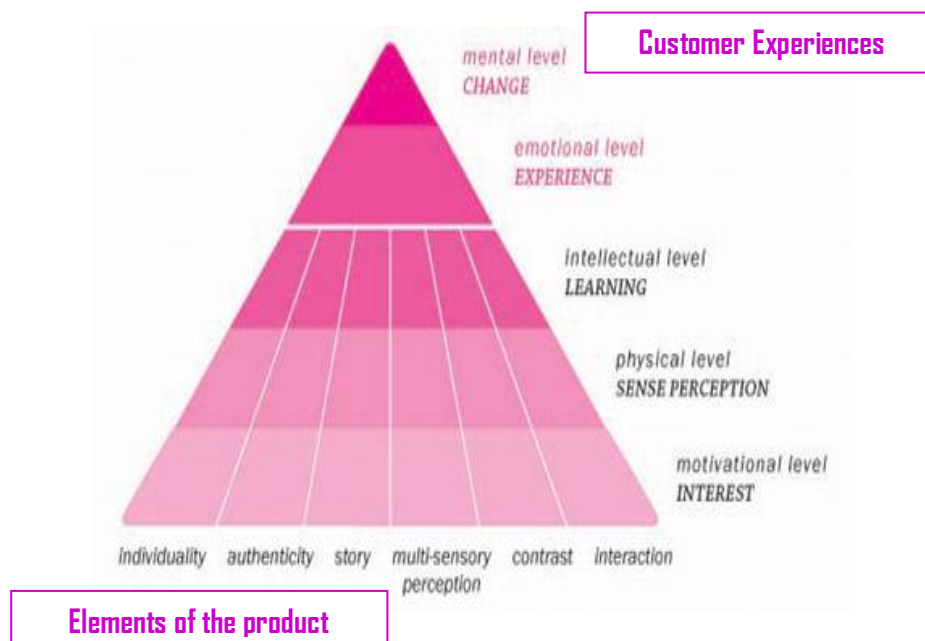 Customer Experiences
mental level
CHANGE
emotional level
EXPERIENCE
intellectual level
LEARNING
physical level
SENSE PERCEPTION
motivational level
INTEREST
individuality authenticity story multi-sensory contrast interaction
perception
Elements of the product